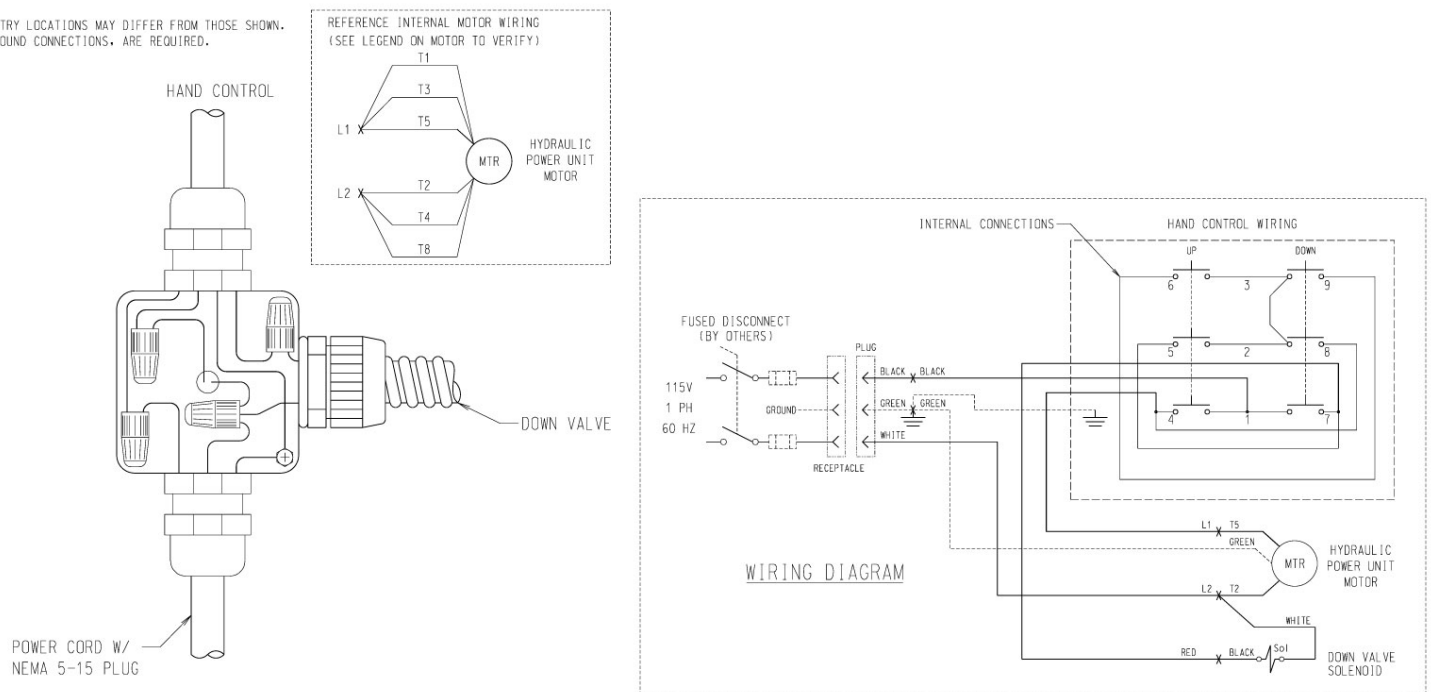 TRY LOCATIONS MAY DIFFER FROM THOSE SHOWN.
OUND CONNECTIONS, ARE REQUIRED.
HAND CONTROL
REFERENCE INTERNAL MOTOR WIRING
(SEE LEGEND ON MOTOR TO VERIFY)
T1
T3
T5
L1
MTR
HYDRAULIC
POWER UNIT
MOTOR
L2
T2
T4
T8
DOWN VALVE
POWER CORD W/
NEMA 5-15 PLUG
INTERNAL CONNECTIONS
HAND CONTROL WIRING
UP
DOWN
6
3
9
5
2
8
4
1
7
FUSED DISCONNECT
(BY OTHERS)
PLUG
115V
1 PH
60 HZ
BLACK
BLACK
GROUND
GREEN
GREEN
WHITE
RECEPTACLE
WIRING DIAGRAM
L1
T5
GREEN
MTR
HYDRAULIC
POWER UNIT
MOTOR
L2
T2
WHITE
RED
BLACK
Sol
DOWN VALVE
SOLENOID